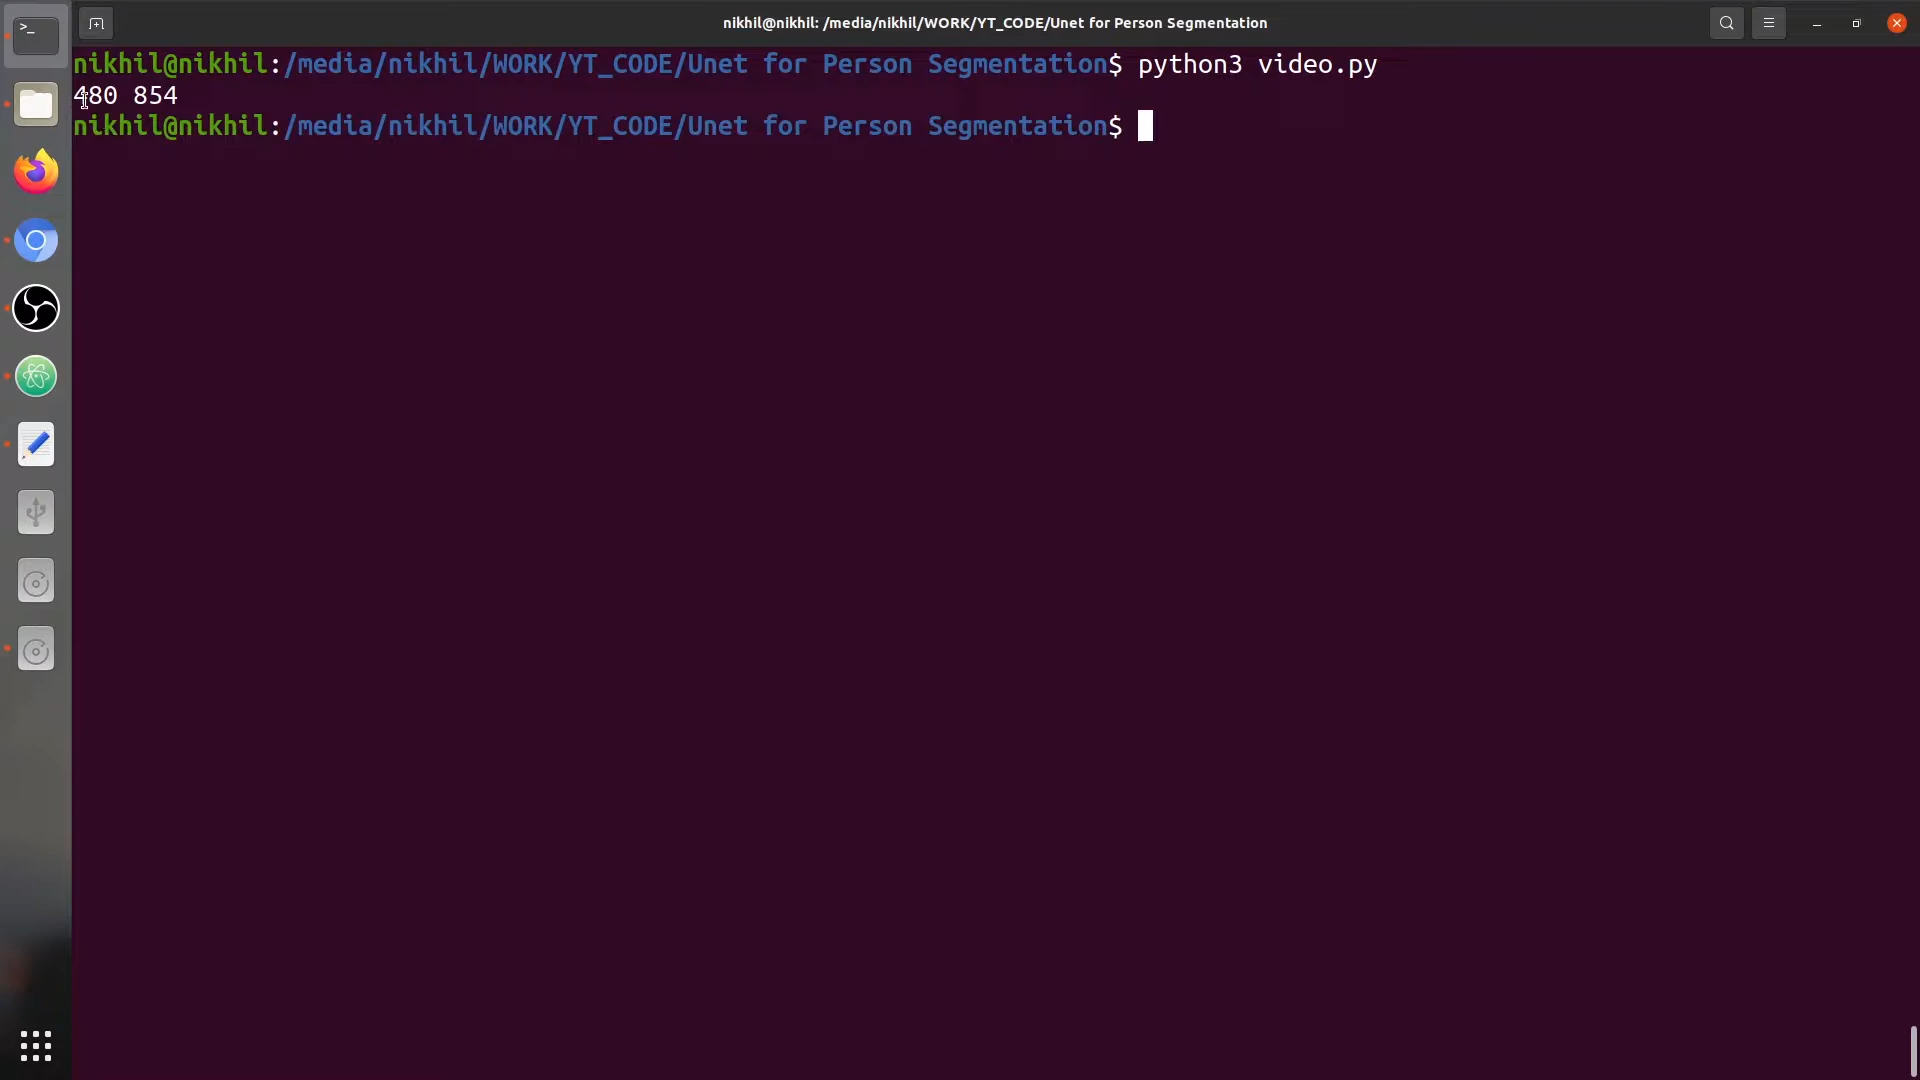 nikhil@nikhil: /media/nikhil/WORK/YT_CODE/Unet for Person Segmentation
nikhil@nikhil:/media/nikhil/WORK/YT_CODE/Unet for Person Segmentation$ python3 video.py
480 854
nikhil@nikhil:/media/nikhil/WORK/YT_CODE/Unet for Person Segmentation$